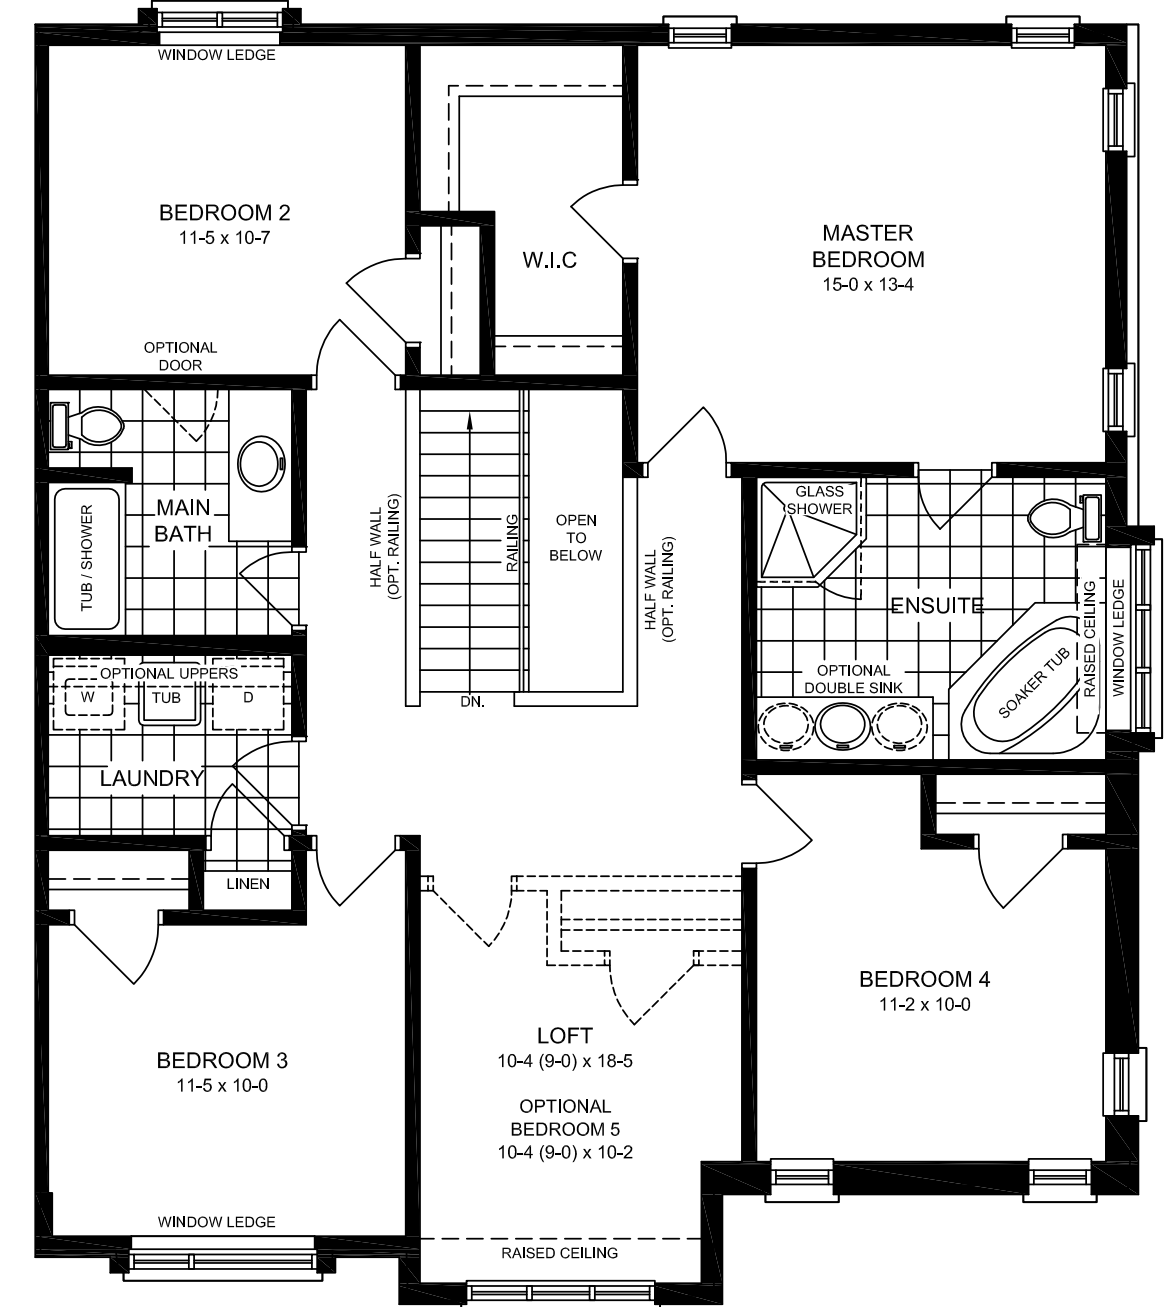 WINDOW LEDGE
BEDROOM 2
11-5 x 10-7
OPTIONAL
DOOR
W.I.C
MASTER
BEDROOM
15-0 x 13-4
MAIN
BATH
TUB / SHOWER
HALF WALL
(OPT. RAILING)
RAILING
DN.
OPEN
TO
BELOW
HALF WALL
(OPT. RAILING)
GLASS
SHOWER
ENSUITE
OPTIONAL
DOUBLE SINK
SOAKER TUB
RAISED CEILING
WINDOW LEDGE
OPTIONAL UPPERS
W
TUB
D
LAUNDRY
LINEN
BEDROOM 3
11-5 x 10-0
WINDOW LEDGE
LOFT
10-4 (9-0) x 18-5
OPTIONAL
BEDROOM 5
10-4 (9-0) x 10-2
RAISED CEILING
BEDROOM 4
11-2 x 10-0